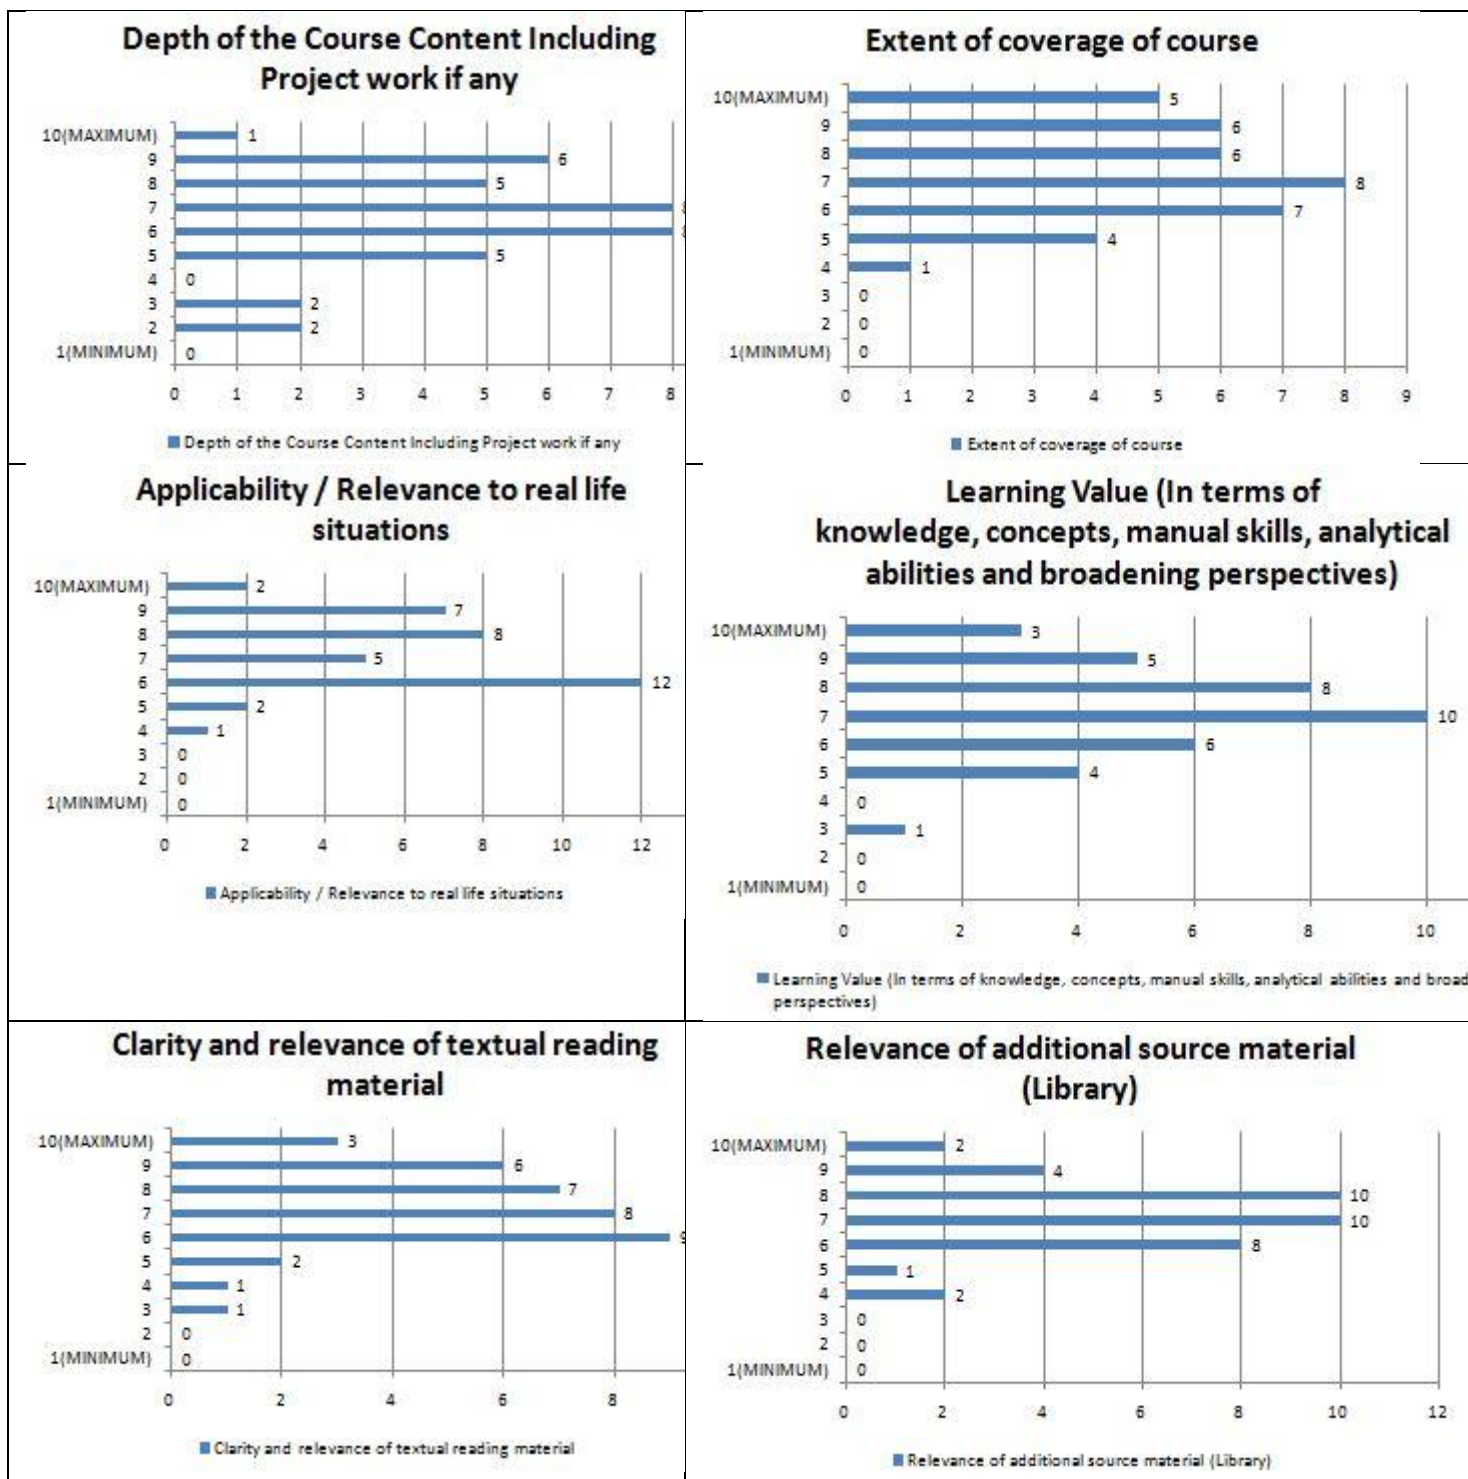 Depth of the Course Content Including
Project work if any
10(MAXIMUM) 1
9 6
8 5
7 8
6 8
5 5
4 0
3 2
2 2
1(MINIMUM) 0
0 1 2 3 4 5 6 7 8
Depth of the Course Content Including Project work if any
Extent of coverage of course
10(MAXIMUM) 5
9 6
8 6
7 8
6 7
5 4
4 1
3 0
2 0
1(MINIMUM) 0
0 1 2 3 4 5 6 7 8 9
Extent of coverage of course
Applicability / Relevance to real life
situations
10(MAXIMUM) 2
9 7
8 8
7 5
6 12
5 2
4 1
3 0
2 0
1(MINIMUM) 0
0 2 4 6 8 10 12
Applicability / Relevance to real life situations
Learning Value (In terms of
knowledge, concepts, manual skills, analytical
abilities and broadening perspectives)
10(MAXIMUM) 3
9 5
8 8
7 10
6 6
5 4
4 0
3 1
2 0
1(MINIMUM) 0
0 2 4 6 8 10
Learning Value (In terms of knowledge, concepts, manual skills, analytical abilities and broad
perspectives)
Clarity and relevance of textual reading
material
10(MAXIMUM) 3
9 6
8 7
7 8
6 9
5 2
4 1
3 1
2 0
1(MINIMUM) 0
0 2 4 6 8
Clarity and relevance of textual reading material
Relevance of additional source material
(Library)
10(MAXIMUM) 2
9 4
8 10
7 10
6 8
5 1
4 2
3 0
2 0
1(MINIMUM) 0
0 2 4 6 8 10 12
Relevance of additional source material (Library)